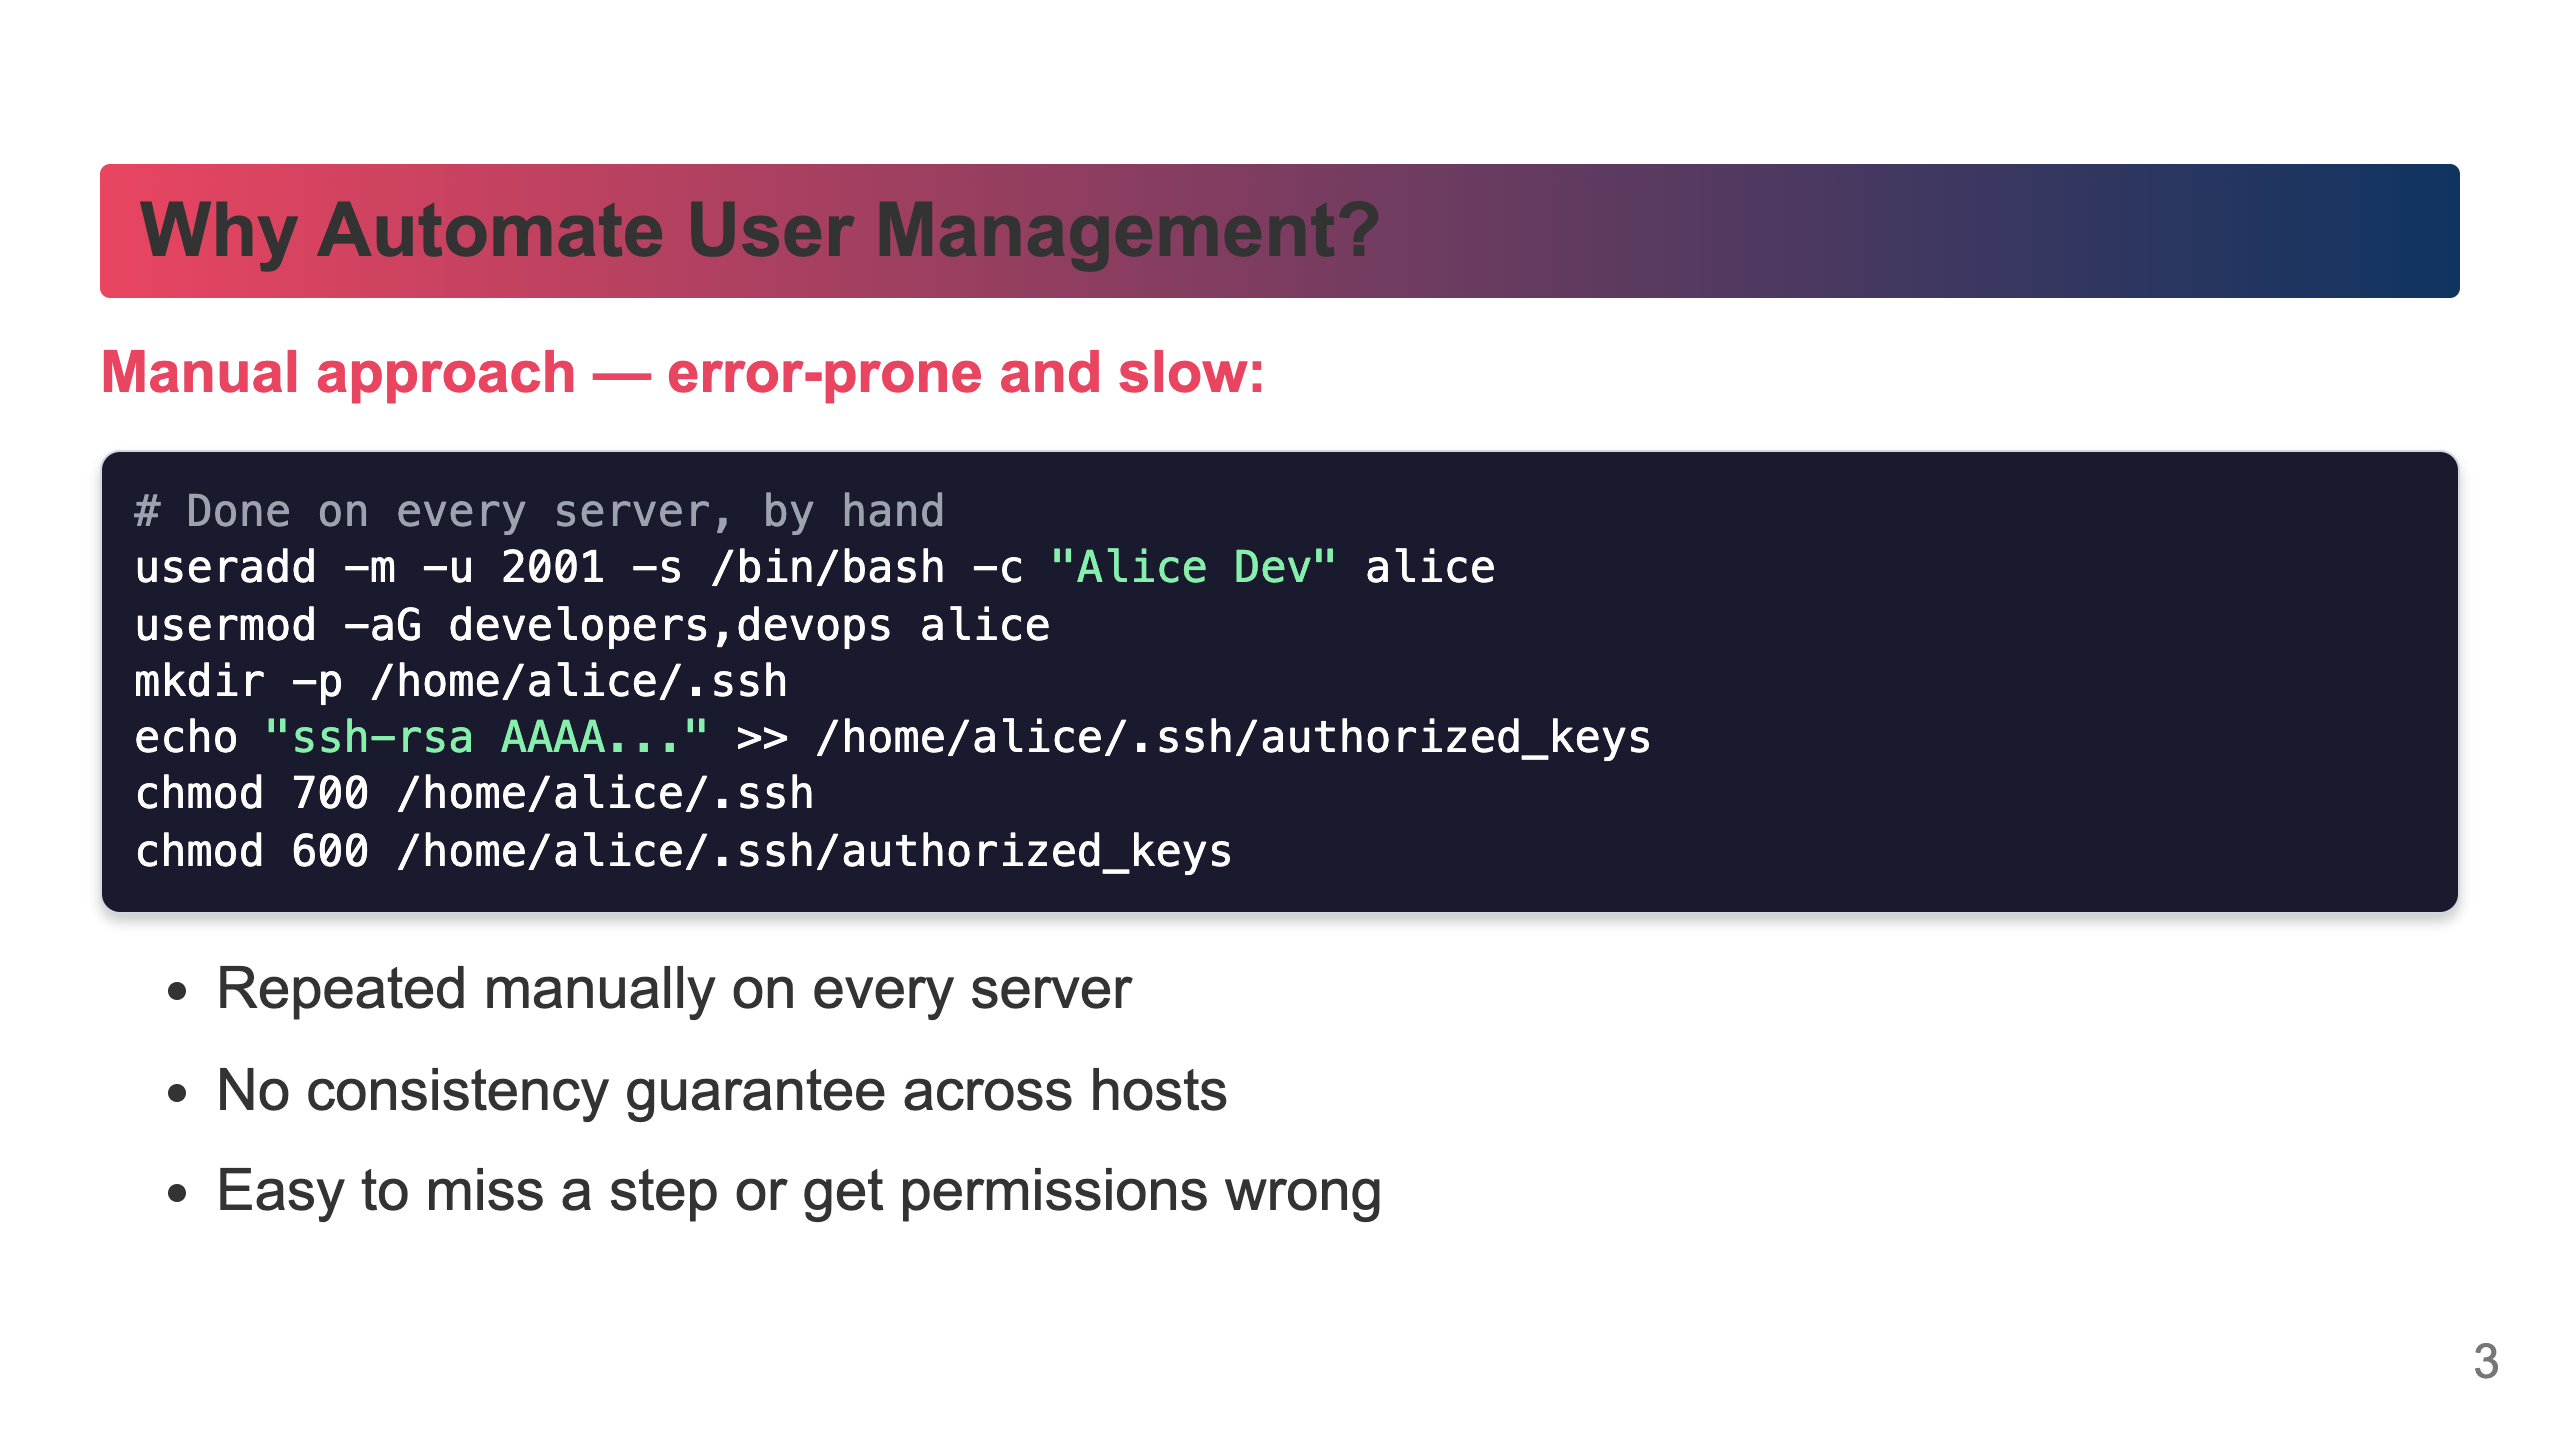 Why Automate User Management?
Manual approach — error-prone and slow:
# Done on every server, by hand
useradd -m -u 2001 -s /bin/bash -c "Alice Dev" alice
usermod -aG developers,devops alice
mkdir -p /home/alice/.ssh
echo "ssh-rsa AAAA..." >> /home/alice/.ssh/authorized_keys
chmod 700 /home/alice/.ssh
chmod 600 /home/alice/.ssh/authorized_keys
• Repeated manually on every server
• No consistency guarantee across hosts
• Easy to miss a step or get permissions wrong
3